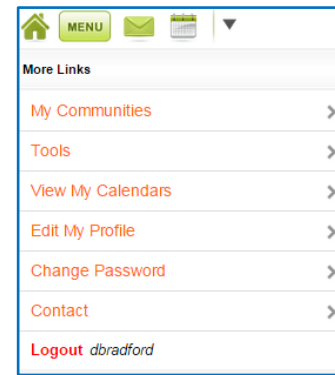 MENU
More Links
My Communities
Tools
View My Calendars
Edit My Profile
Change Password
Contact
Logout dbradford